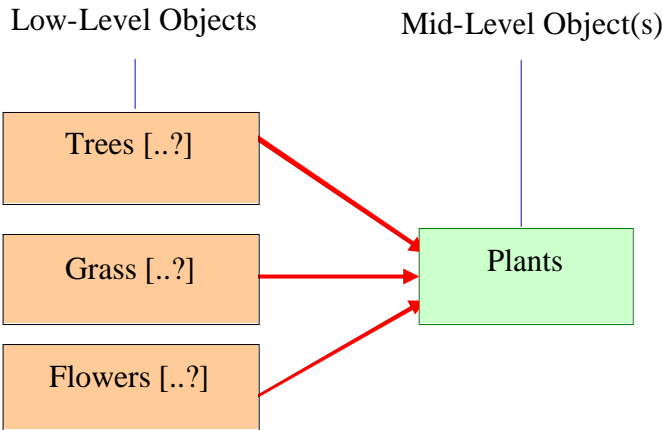 Low-Level Objects
Mid-Level Object(s)
Trees [..?]
Grass [..?]
Plants
Flowers [..?]